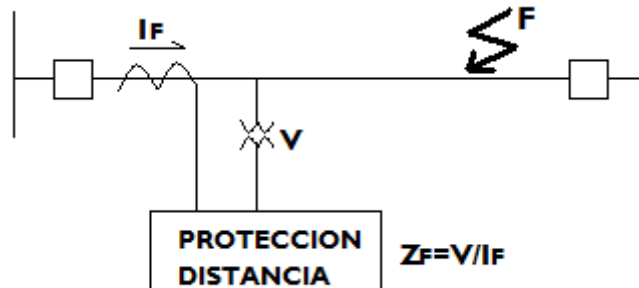 IF
F
V
PROTECCION
DISTANCIA
ZF=V/IF